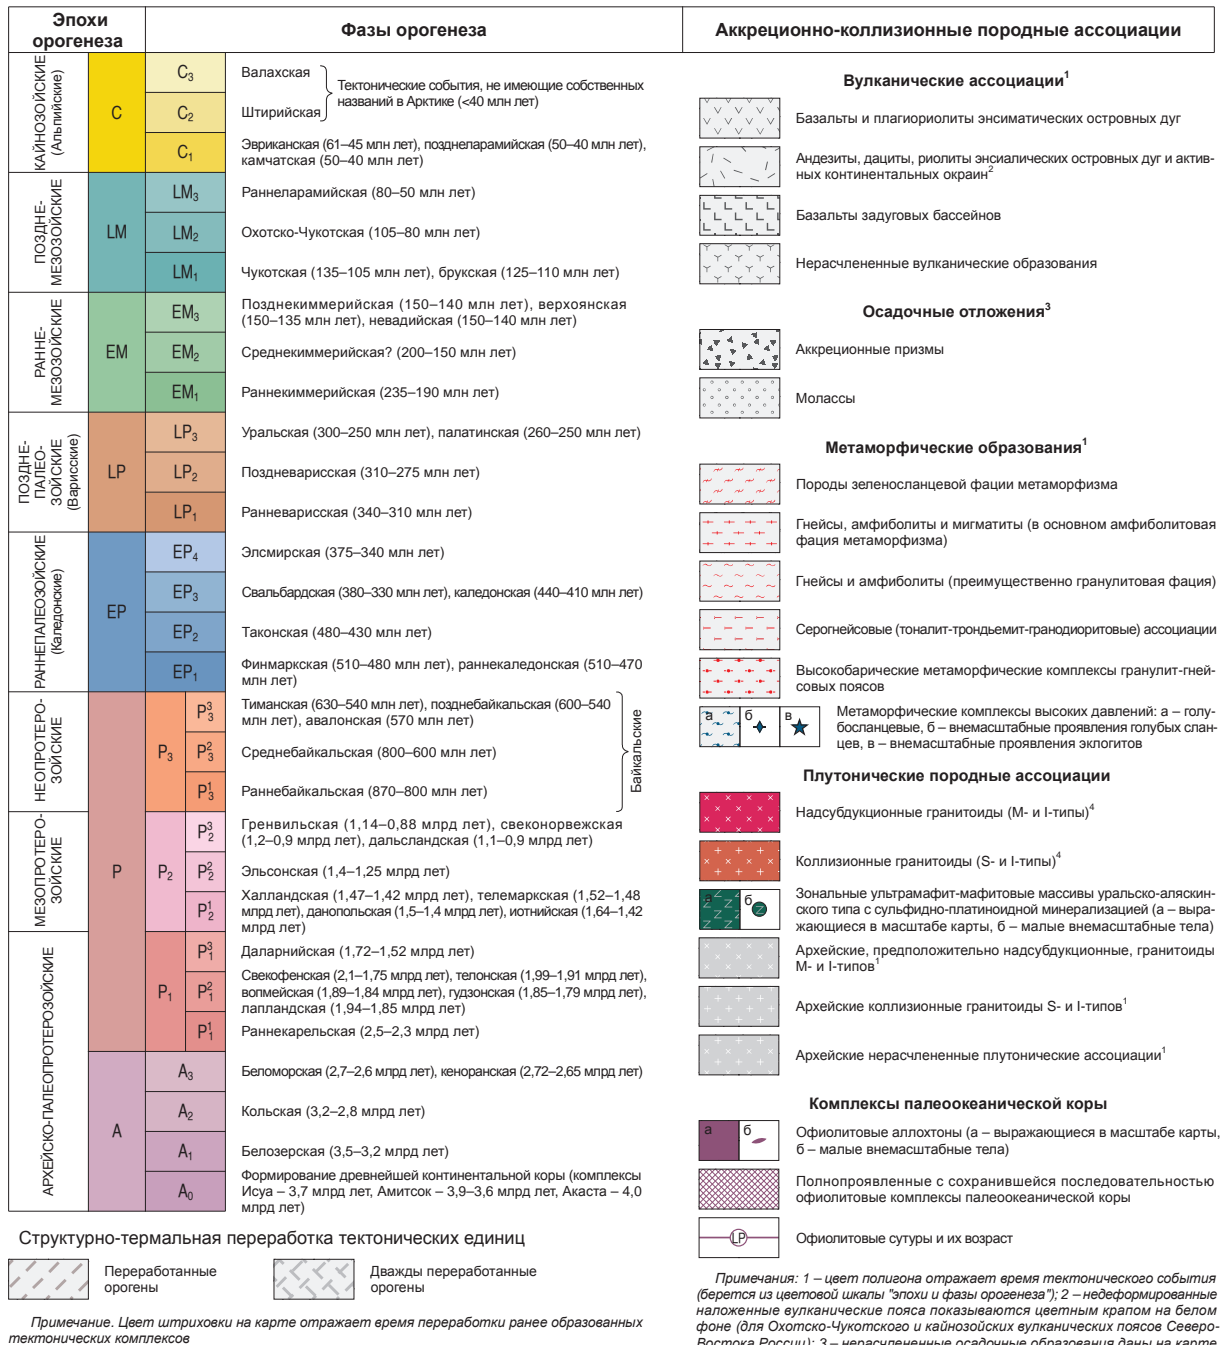 Эпохи
орогенеза
Фазы орогенеза
КАЙНОЗОЙСКИЕ
(Альпийские)
C
C3
Валахская
C2
Штирийская
Тектонические события, не имеющие собственных
названий в Арктике (<40 млн лет)
C1
Эвриканская (61–45 млн лет), позднеларамийская (50–40 млн лет),
камчатская (50–40 млн лет)
ПОЗДНЕ-
МЕЗОЗОЙСКИЕ
LM
LM3
Раннеларамийская (80–50 млн лет)
LM2
Охотско-Чукотская (105–80 млн лет)
LM1
Чукотская (135–105 млн лет), брукская (125–110 млн лет)
РАННЕ-
МЕЗОЗОЙСКИЕ
EM
EM3
Позднекиммерийская (150–140 млн лет), верхоянская
(150–135 млн лет), невадийская (150–140 млн лет)
EM2
Среднекиммерийская? (200–150 млн лет)
EM1
Раннекиммерийская (235–190 млн лет)
ПОЗДНЕ-
ПАЛЕО-
ЗОЙСКИЕ
(Варисские)
LP
LP3
Уральская (300–250 млн лет), палатинская (260–250 млн лет)
LP2
Поздневарисская (310–275 млн лет)
LP1
Ранневарисская (340–310 млн лет)
РАННЕПАЛЕОЗОЙСКИЕ
(Каледонские)
EP
EP4
Элсмирская (375–340 млн лет)
EP3
Свальбардская (380–330 млн лет), каледонская (440–410 млн лет)
EP2
Таконская (480–430 млн лет)
EP1
Финмаркская (510–480 млн лет), раннекаледонская (510–470
млн лет)
НЕОПРОТЕРО-
ЗОЙСКИЕ
P
P3
P33
Тиманская (630–540 млн лет), позднебайкальская (600–540
млн лет), авалонская (570 млн лет)
P32
Среднебайкальская (800–600 млн лет)
P31
Раннебайкальская (870–800 млн лет)
Байкальские
МЕЗОПРОТЕРО-
ЗОЙСКИЕ
P2
P23
Гренвильская (1,14–0,88 млрд лет), свеконорвежская
(1,2–0,9 млрд лет), дальсландская (1,1–0,9 млрд лет)
P22
Эльсонская (1,4–1,25 млрд лет)
P21
Халландская (1,47–1,42 млрд лет), телемаркская (1,52–1,48
млрд лет), данопольская (1,5–1,4 млрд лет), иотнийская (1,64–1,42
млрд лет)
АРХЕЙСКО-ПАЛЕОПРОТЕРОЗОЙСКИЕ
P1
P13
Даларнийская (1,72–1,52 млрд лет)
P12
Свекофенская (2,1–1,75 млрд лет), телонская (1,99–1,91 млрд лет),
вопмейская (1,89–1,84 млрд лет), гудзонская (1,85–1,79 млрд лет),
лапландская (1,94–1,85 млрд лет)
P11
Раннекарельская (2,5–2,3 млрд лет)
A
A3
Беломорская (2,7–2,6 млрд лет), кеноранская (2,72–2,65 млрд лет)
A2
Кольская (3,2–2,8 млрд лет)
A1
Белозерская (3,5–3,2 млрд лет)
A0
Формирование древнейшей континентальной коры (комплексы
Исуа – 3,7 млрд лет, Амитсок – 3,9–3,6 млрд лет, Акаста – 4,0
млрд лет)
Структурно-термальная переработка тектонических единиц
Переработанные
орогены
Дважды переработанные
орогены
Примечание. Цвет штриховки на карте отражает время переработки ранее образованных
тектонических комплексов
Аккреционно-коллизионные породные ассоциации
Вулканические ассоциации1
Базальты и плагиориолиты энсиматических островных дуг
Андезиты, дациты, риолиты энсиалических островных дуг и актив-
ных континентальных окраин2
Базальты задуговых бассейнов
Нерасчлененные вулканические образования
Осадочные отложения3
Аккреционные призмы
Молассы
Метаморфические образования1
Породы зеленосланцевой фации метаморфизма
Гнейсы, амфиболиты и мигматиты (в основном амфиболитовая
фация метаморфизма)
Гнейсы и амфиболиты (преимущественно гранулитовая фация)
Серогнейсовые (тоналит-трондьемит-гранодиоритовые) ассоциации
Высокобарические метаморфические комплексы гранулит-гней-
совых поясов
а б в
Метаморфические комплексы высоких давлений: а – голу-
босланцевые, б – внемасштабные проявления голубых слан-
цев, в – внемасштабные проявления эклогитов
Плутонические породные ассоциации
Надсубдукционные гранитоиды (М- и I-типы)4
Коллизионные гранитоиды (S- и I-типы)4
а б
Зональные ультрамафит-мафитовые массивы уральско-аляскин-
ского типа с сульфидно-платиноидной минерализацией (а – выра-
жающиеся в масштабе карты, б – малые внемасштабные тела)
Архейские, предположительно надсубдукционные, гранитоиды
М- и I-типов1
Архейские коллизионные гранитоиды S- и I-типов1
Архейские нерасчлененные плутонические ассоциации1
Комплексы палеоокеанической коры
а б
Офиолитовые аллохтоны (а – выражающиеся в масштабе карты,
б – малые внемасштабные тела)
Полнопроявленные с сохранившейся последовательностью
офиолитовые комплексы палеоокеанической коры
LP
Офиолитовые сутуры и их возраст
Примечания: 1 – цвет полигона отражает время тектонического события
(берется из цветовой шкалы "эпохи и фазы орогенеза"); 2 – недеформированные
наложенные вулканические пояса показываются цветным крапом на белом
фоне (для Охотско-Чукотского и кайнозойских вулканических поясов Северо-
Востока России); 3 – нерасчлененные осадочные образования даны на карте